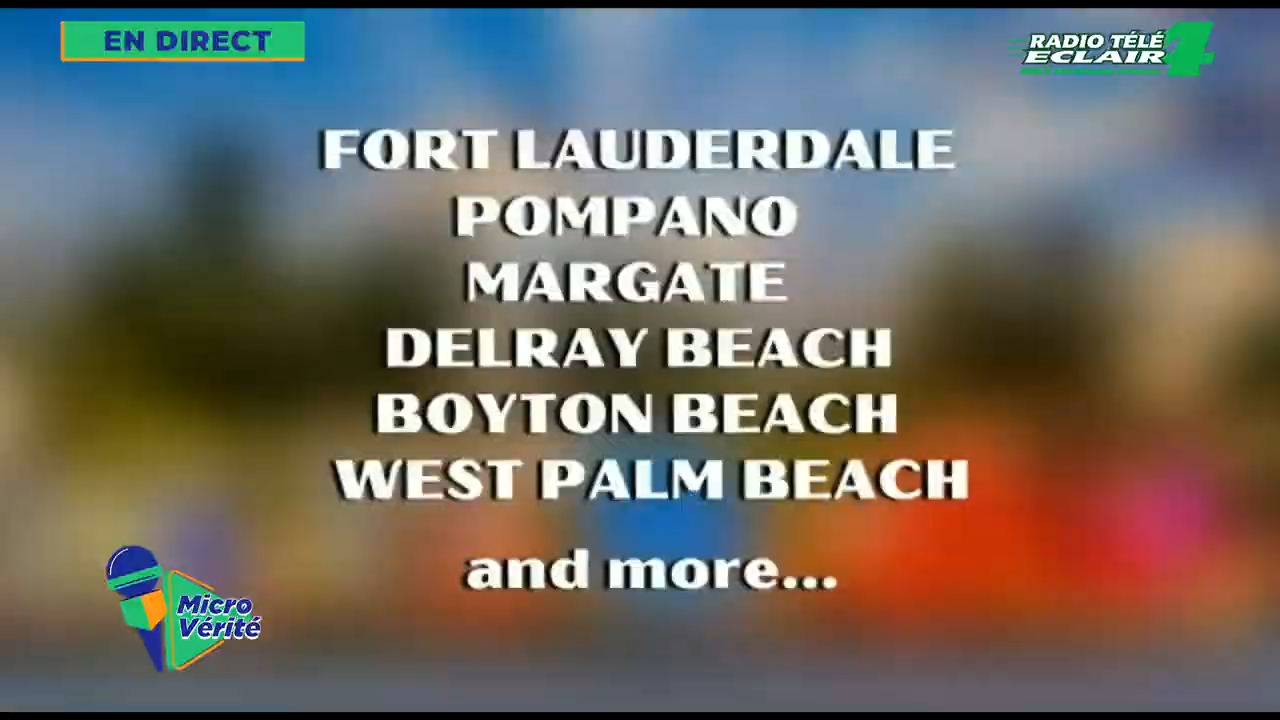 EN DIRECT
RADIO TÉLÉ
ECLAIR 4
FORT LAUDERDALE
POMPANO
MARGATE
DELRAY BEACH
BOYTON BEACH
WEST PALM BEACH
and more...
Micro
Vérité